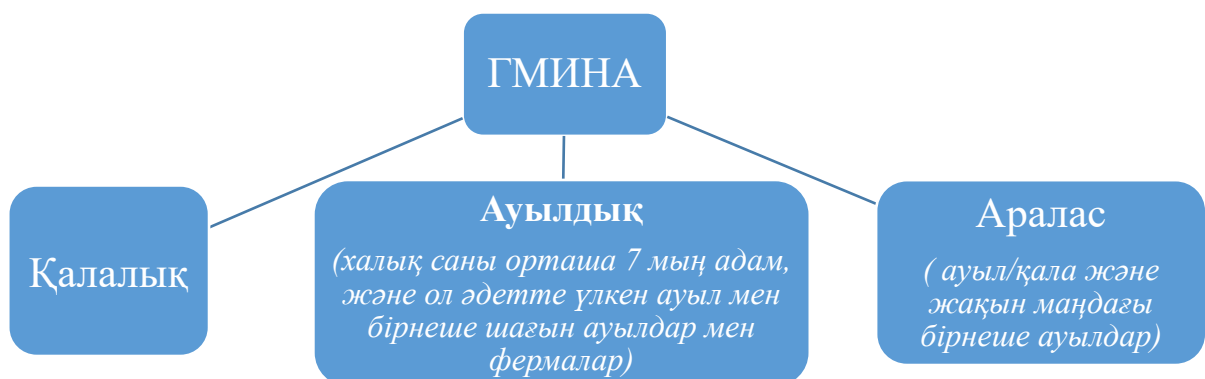 ГМИНА
Қалалық
Ауылдық
(халық саны орташа 7 мың адам,
және ол әдетте үлкен ауыл мен
бірнеше шағын ауылдар мен
фермалар)
Аралас
( ауыл/қала және
жақын маңдағы
бірнеше ауылдар)